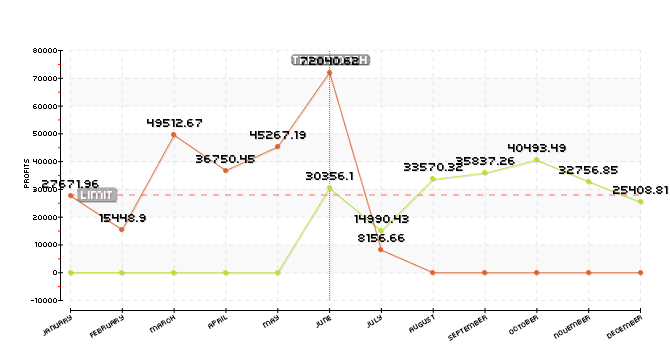 80000
72040.62
70000
60000
49512.67
50000
45267.19
40493.49
40000
36750.45
35837.26
33570.32
32756.85
30356.1
30000
27671.96
LIMIT
25408.81
20000
15448.9
14990.43
10000
8156.66
0
-10000
PROFITS
JANUARY
FEBRUARY
MARCH
APRIL
MAY
JUNE
JULY
AUGUST
SEPTEMBER
OCTOBER
NOVEMBER
DECEMBER